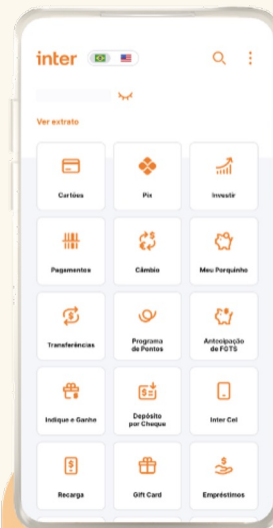 inter
Ver extrato
Cartões
Pix
Investir
Pagamentos
Câmbio
Meu Porquinho
Transferências
Programa
de Pontos
Antecipação
de FGTS
Indique e Ganhe
Depósito
por Cheque
Inter Cel
Recarga
Gift Card
Empréstimos